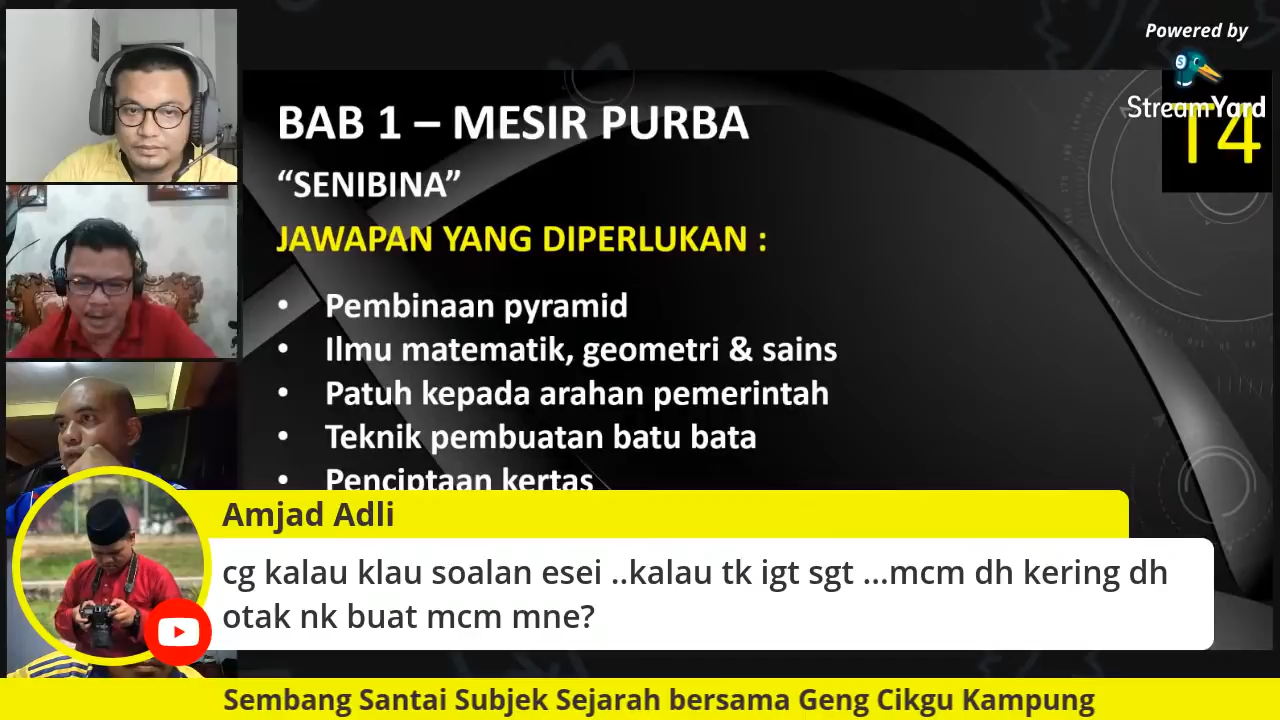 Powered by
StreamYard
T4
BAB 1 – MESIR PURBA
“SENIBINA”
JAWAPAN YANG DIPERLUKAN :
• Pembinaan pyramid
• Ilmu matematik, geometri & sains
• Patuh kepada arahan pemerintah
• Teknik pembuatan batu bata
• Penciptaan kertas
Amjad Adli
cg kalau klau soalan esei ..kalau tk igt sgt ...mcm dh kering dh
otak nk buat mcm mne?
Sembang Santai Subjek Sejarah bersama Geng Cikgu Kampung